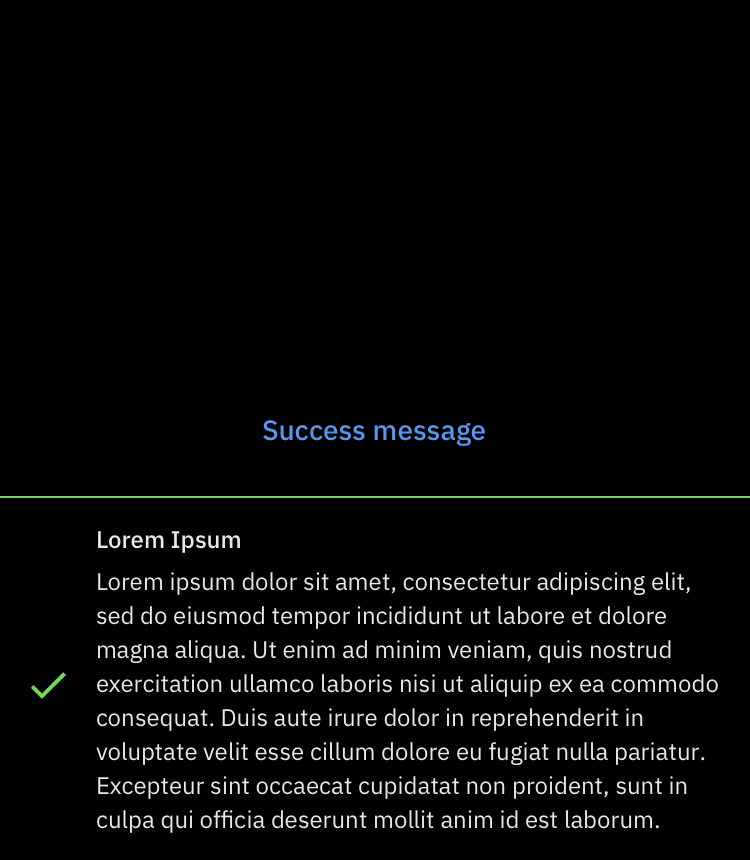 Success message
Lorem Ipsum
Lorem ipsum dolor sit amet, consectetur adipiscing elit,
sed do eiusmod tempor incididunt ut labore et dolore
magna aliqua. Ut enim ad minim veniam, quis nostrud
exercitation ullamco laboris nisi ut aliquip ex ea commodo
consequat. Duis aute irure dolor in reprehenderit in
voluptate velit esse cillum dolore eu fugiat nulla pariatur.
Excepteur sint occaecat cupidatat non proident, sunt in
culpa qui officia deserunt mollit anim id est laborum.